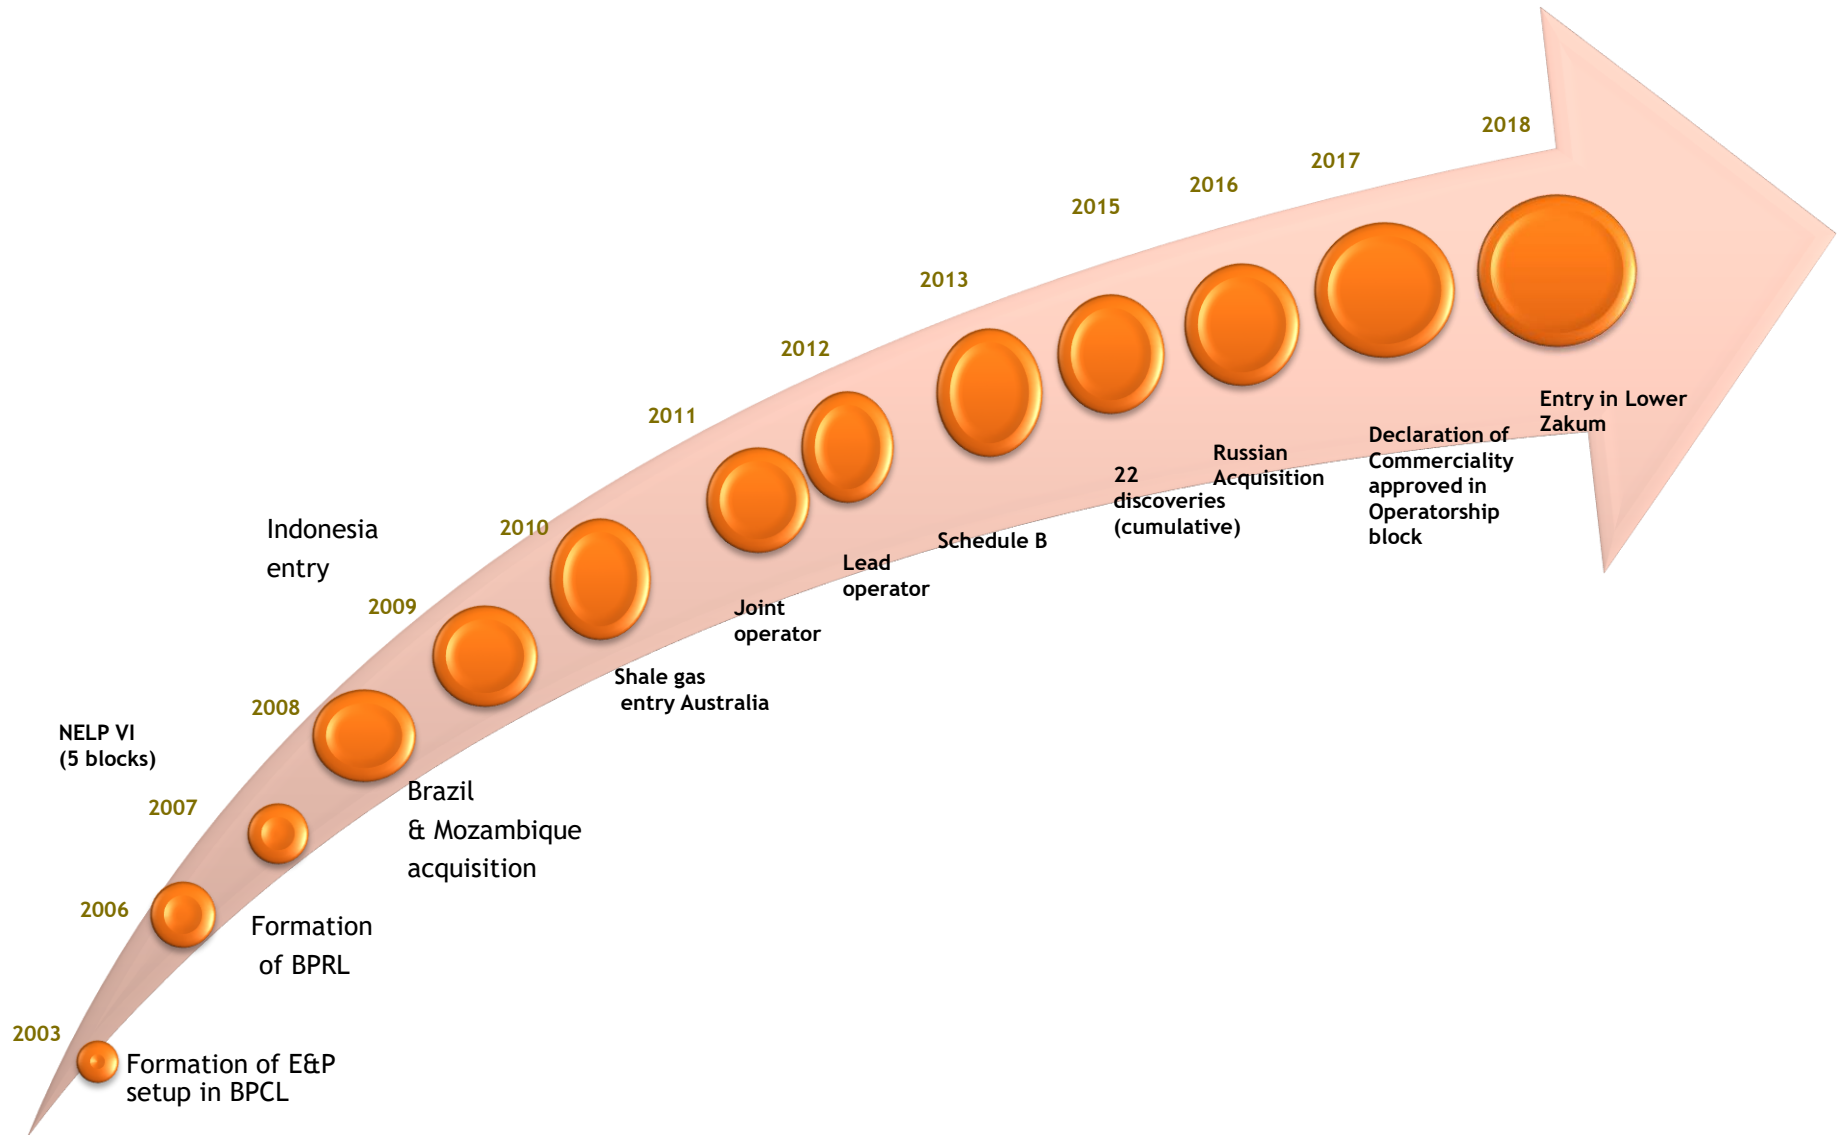 2003
Formation of E&P
setup in BPCL
2006
Formation
of BPRL
2007
NELP VI
(5 blocks)
2008
Brazil
& Mozambique
acquisition
2009
Indonesia
entry
2010
Shale gas
entry Australia
2011
Joint
operator
2012
Lead
operator
2013
Schedule B
2015
22
discoveries
(cumulative)
2016
Russian
Acquisition
2017
Declaration of
Commerciality
approved in
Operatorship
block
2018
Entry in Lower
Zakum